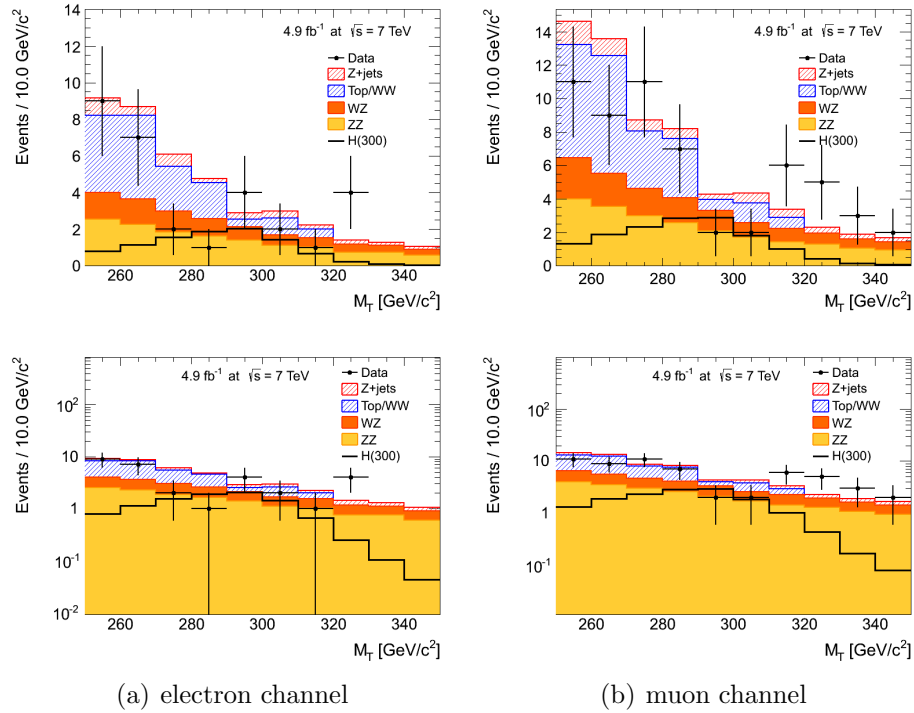 Events / 10.0 GeV/c²
14
12
10
8
6
4
2
0
4.9 fb⁻¹ at √s = 7 TeV
Data
Z+jets
Top/WW
WZ
ZZ
H(300)
260 280 300 320 340
M_T [GeV/c²]
Events / 10.0 GeV/c²
14
12
10
8
6
4
2
0
4.9 fb⁻¹ at √s = 7 TeV
Data
Z+jets
Top/WW
WZ
ZZ
H(300)
260 280 300 320 340
M_T [GeV/c²]
Events / 10.0 GeV/c²
10²
10
1
10⁻¹
10⁻²
4.9 fb⁻¹ at √s = 7 TeV
Data
Z+jets
Top/WW
WZ
ZZ
H(300)
260 280 300 320 340
M_T [GeV/c²]
Events / 10.0 GeV/c²
10²
10
1
10⁻¹
4.9 fb⁻¹ at √s = 7 TeV
Data
Z+jets
Top/WW
WZ
ZZ
H(300)
260 280 300 320 340
M_T [GeV/c²]
(a) electron channel
(b) muon channel